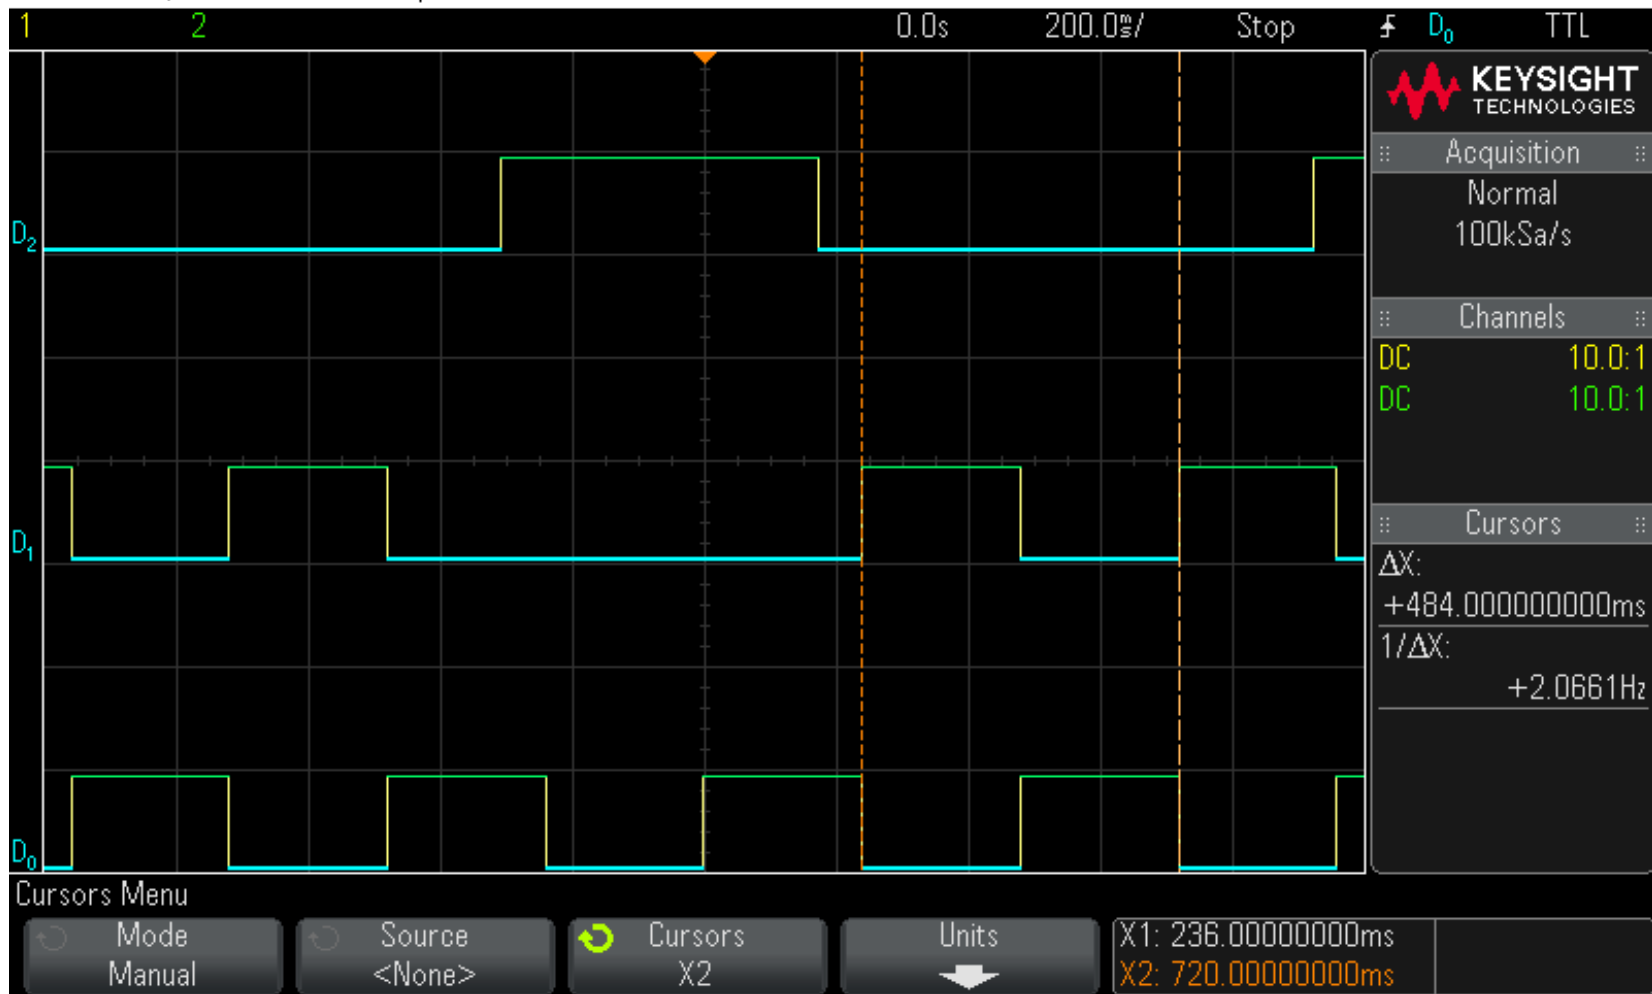 1 2 0.0s 200.0ms/ Stop D0 TTL
KEYSIGHT
TECHNOLOGIES
Acquisition
Normal
100kSa/s
Channels
DC 10.0:1
DC 10.0:1
Cursors
ΔX:
+484.000000000ms
1/ΔX:
+2.0661Hz
D2
D1
D0
Cursors Menu
Mode
Manual
Source
<None>
Cursors
X2
Units
X1: 236.00000000ms
X2: 720.00000000ms